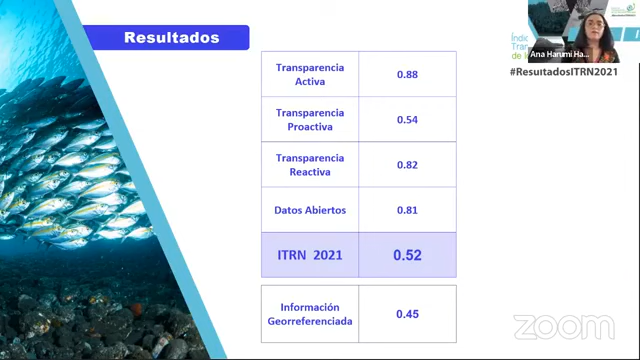 Resultados
Transparencia
Activa
0.88
Transparencia
Proactiva
0.54
Transparencia
Reactiva
0.82
Datos Abiertos
0.81
ITRN 2021
0.52
Información
Georreferenciada
0.45
Ana Harumi Ha...
#ResultadosITRN2021
zoom